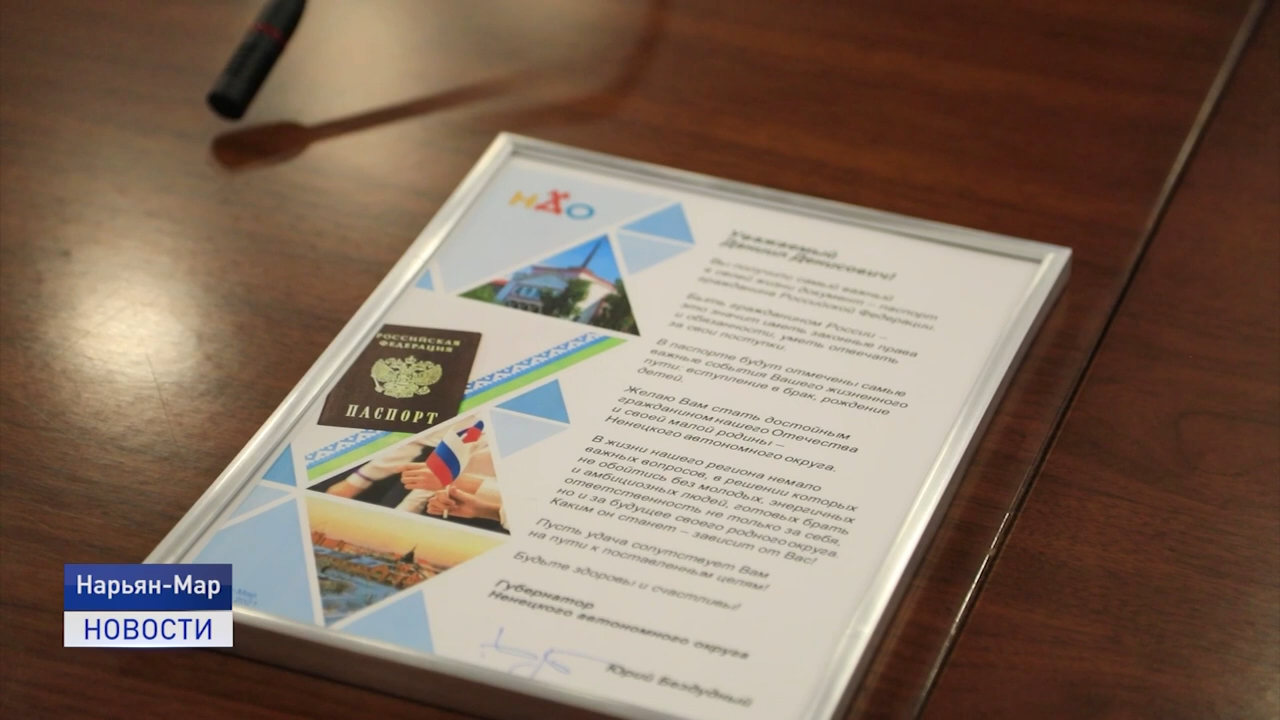 НАО
Уважаемый
Данила Денисович!
Вы получили самый важный
в своей жизни документ – паспорт
гражданина Российской Федерации.
Быть гражданином России –
это значит иметь законные права
и обязанности, уметь отвечать
за свои поступки.
В паспорте будут отмечены самые
важные события Вашего жизненного
пути: вступление в брак, рождение
детей.
Желаю Вам стать достойным
гражданином нашего Отечества
и своей малой родины –
Ненецкого автономного округа.
В жизни нашего региона немало
важных вопросов, в решении которых
не обойтись без молодых, энергичных
и амбициозных людей, готовых брать
ответственность не только за себя,
но и за будущее своего родного округа.
Каким он станет – зависит от Вас!
Пусть удача сопутствует Вам
на пути к поставленным целям!
Будьте здоровы и счастливы!
Губернатор
Ненецкого автономного округа
Юрий Бездудный
РОССИЙСКАЯ
ФЕДЕРАЦИЯ
ПАСПОРТ
Нарьян-Мар
НОВОСТИ